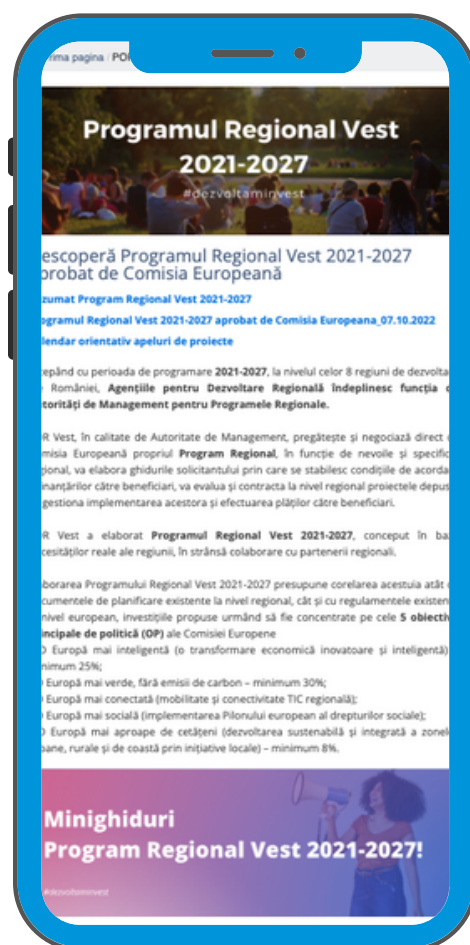 rima pagina / POR
Programul Regional Vest
2021-2027
#dezvoltaminvest
escoperă Programul Regional Vest 2021-2027
probat de Comisia Europeană
zumat Program Regional Vest 2021-2027
ogramul Regional Vest 2021-2027 aprobat de Comisia Europeana_07.10.2022
lendar orientativ apeluri de proiecte
epând cu perioada de programare 2021-2027, la nivelul celor 8 regiuni de dezvolta
e României, Agențiile pentru Dezvoltare Regională îndeplinesc funcția d
utorități de Management pentru Programele Regionale.
R Vest, în calitate de Autoritate de Management, pregătește și negociază direct c
misia Europeană propriul Program Regional, în funcție de nevoile și specific
gional, va elabora ghidurile solicitantului prin care se stabilesc condițiile de acorda
finanțărilor către beneficiari, va evalua și contracta la nivel regional proiectele depus
gestiona implementarea acestora și efectuarea plăților către beneficiari.
R Vest a elaborat Programul Regional Vest 2021-2027, conceput în baz
cesităților reale ale regiunii, în strânsă colaborare cu partenerii regionali.
aborarea Programului Regional Vest 2021-2027 presupune corelarea acestuia atât c
cumentele de planificare existente la nivel regional, cât și cu regulamentele existen
nivel european, investițiile propuse urmând să fie concentrate pe cele 5 obiectiv
incipale de politică (OP) ale Comisiei Europene
O Europă mai inteligentă (o transformare economică inovatoare și inteligentă)
nimum 25%;
O Europă mai verde, fără emisii de carbon – minimum 30%;
O Europă mai conectată (mobilitate și conectivitate TIC regională);
O Europă mai socială (implementarea Pilonului european al drepturilor sociale);
O Europă mai aproape de cetățeni (dezvoltarea sustenabilă și integrată a zonel
bane, rurale și de coastă prin inițiative locale) – minimum 8%.
Minighiduri
Program Regional Vest 2021-2027!
#dezvoltaminvest